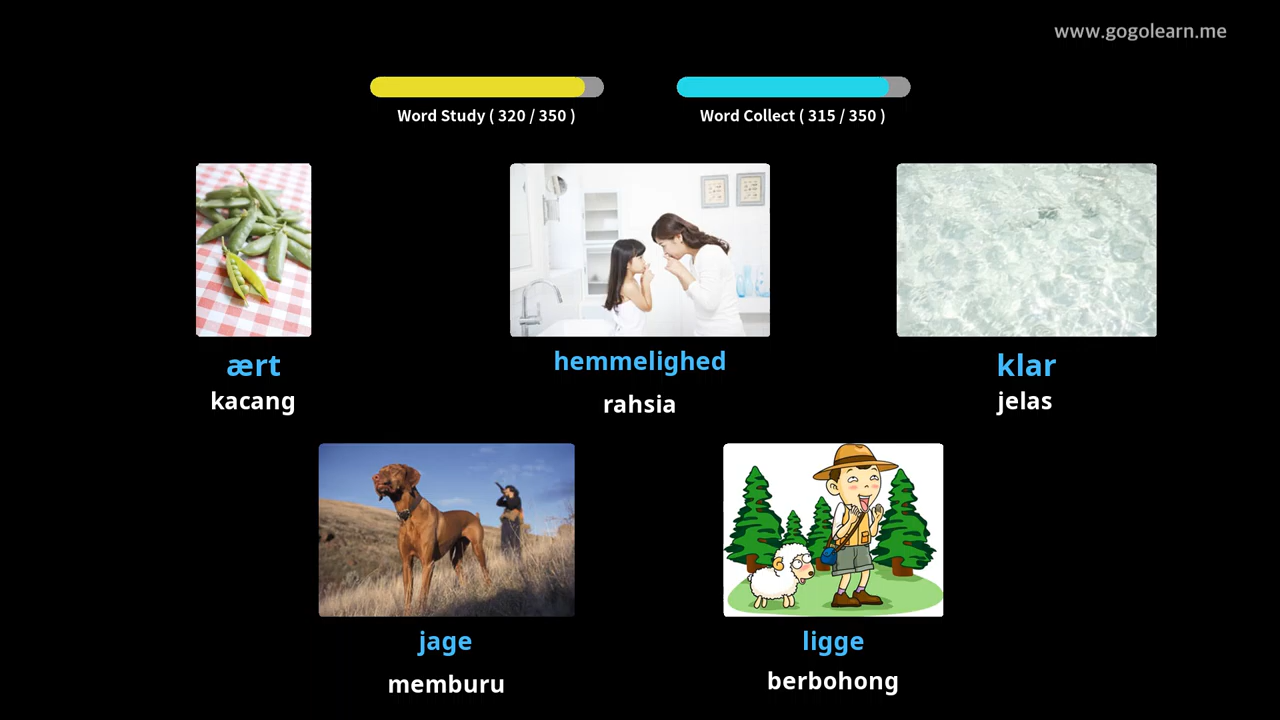 www.gogolearn.me
Word Study ( 320 / 350 )
Word Collect ( 315 / 350 )
ært
kacang
hemmelighed
rahsia
klar
jelas
jage
memburu
ligge
berbohong